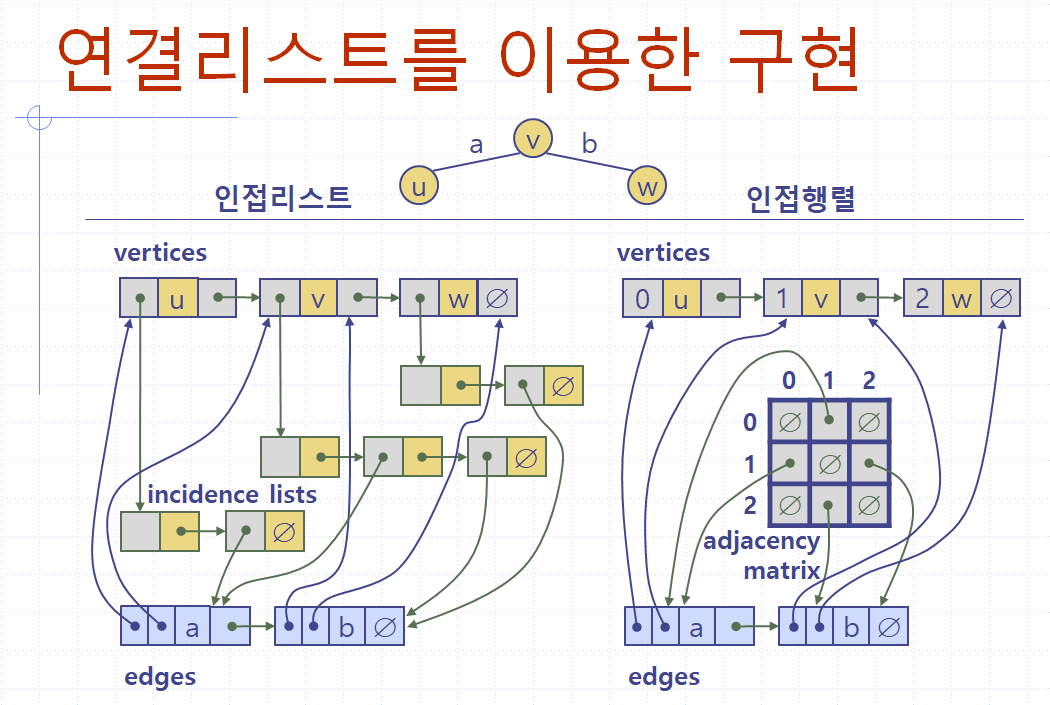 연결리스트를 이용한 구현
a v b
u w
인접리스트 인접행렬
vertices
u v w ∅
∅
∅
incidence lists
∅
a b ∅
edges
vertices
0 u 1 v 2 w ∅
0 1 2
0 ∅ ∅
1 ∅
2 ∅ ∅
adjacency
matrix
a b ∅
edges